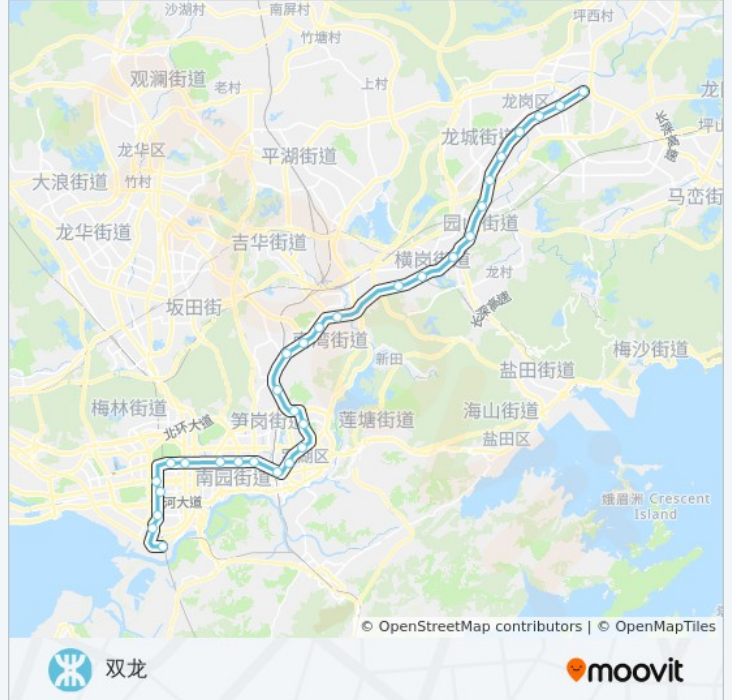 沙湖村
南屏村
坪西村
竹塘村
观澜街道
老村
上村
龙岗区
龙城街
长深高速
坪山
龙华区
平湖街道
大浪街道
竹村
马峦街
龙华街道
吉华街道
园山街道
横岗街道
龙村
坂田街
长深高速
南湾街道
新田
梅沙街道
盐田街道
梅林街道
北环大道
笋岗街
莲塘街道
海山街道
盐田区
湖区
南园街道
河大道
峨眉洲 Crescent
Island
© OpenStreetMap contributors | © OpenMapTiles
双龙
moovit